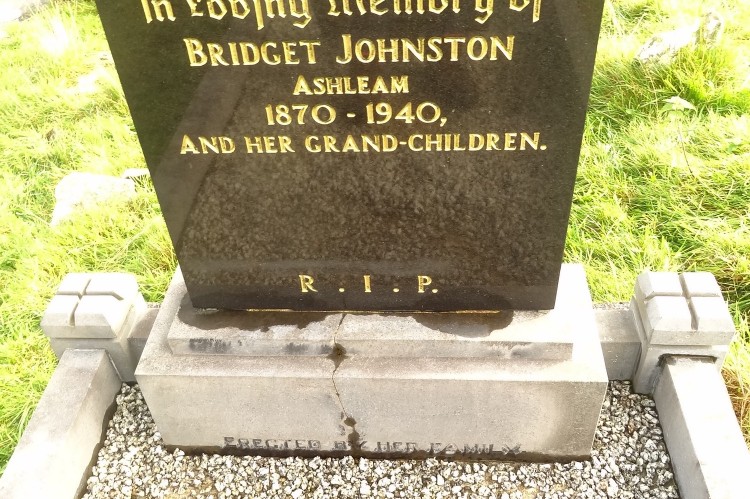 In Loving Memory of
BRIDGET JOHNSTON
ASHLEAM
1870 - 1940,
AND HER GRAND-CHILDREN.
R . I . P.
ERECTED BY HER FAMILY